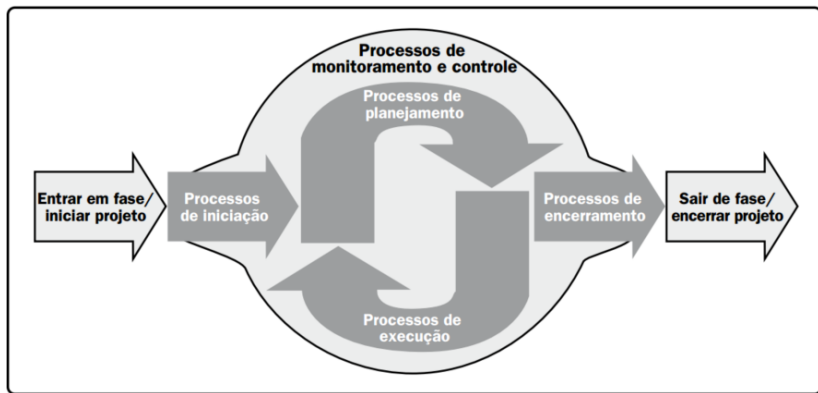 Processos de
monitoramento e controle
Processos de
planejamento
Entrar em fase/
iniciar projeto
Processos
de iniciação
Processos de
encerramento
Sair de fase/
encerrar projeto
Processos de
execução